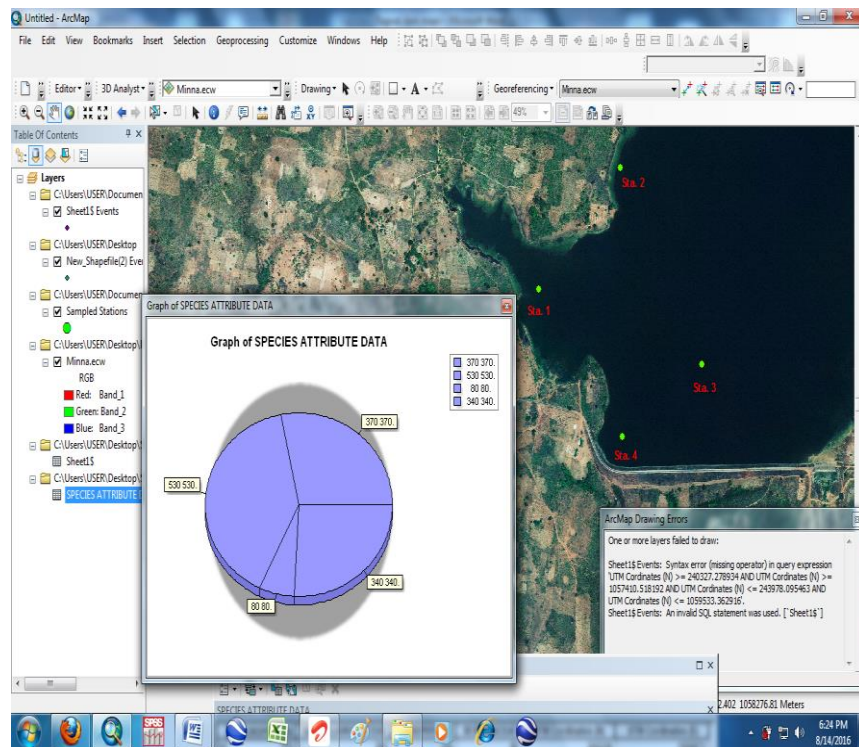 Untitled - ArcMap
File Edit View Bookmarks Insert Selection Geoprocessing Customize Windows Help
Editor 3D Analyst Minna.ecw Drawing A Georeferencing Minna.ecw
49%
Table Of Contents
Layers
C:\Users\USER\Documen
Sheet1$ Events
C:\Users\USER\Desktop
New_Shapefile(2) Eve
C:\Users\USER\Documen
Sampled Stations
C:\Users\USER\Desktop\
Minna.ecw
RGB
Red: Band_1
Green: Band_2
Blue: Band_3
C:\Users\USER\Desktop\
Sheet1$
C:\Users\USER\Desktop\
SPECIES ATTRIBUTE
Sta. 2
Sta. 1
Sta. 3
Sta. 4
Graph of SPECIES ATTRIBUTE DATA
Graph of SPECIES ATTRIBUTE DATA
370 370.
530 530.
80 80.
340 340.
370 370.
530 530.
340 340.
80 80.
ArcMap Drawing Errors
One or more layers failed to draw:
Sheet1$ Events: Syntax error (missing operator) in query expression
'UTM Cordinates (N) >= 240327.278934 AND UTM Cordinates (N) >=
1057410.518192 AND UTM Cordinates (N) <= 243978.095463 AND
UTM Cordinates (N) <= 1059533.362916'.
Sheet1$ Events: An invalid SQL statement was used. [`Sheet1$`]
SPECIES ATTRIBUTE DATA
2.402 1058276.81 Meters
SPSS
6:24 PM
8/14/2016